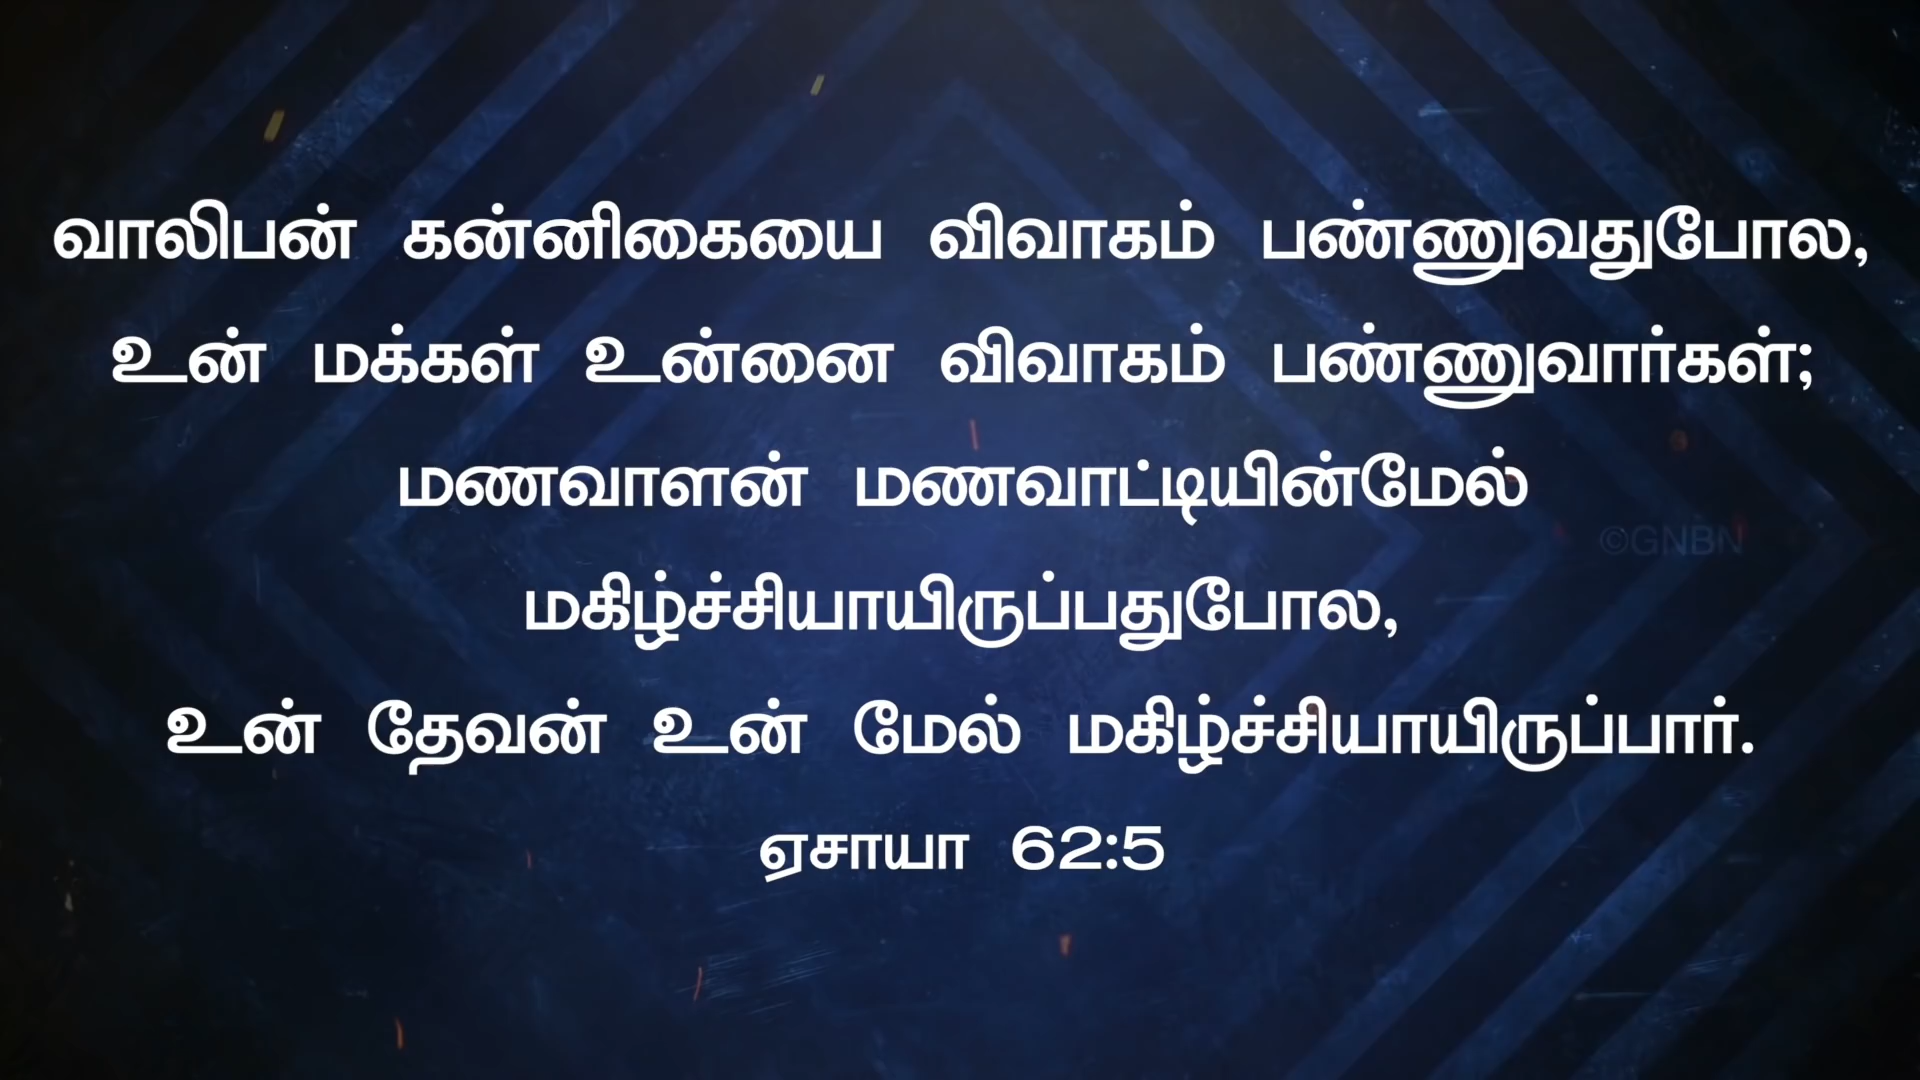 வாலிபன் கன்னிகையை விவாகம் பண்ணுவதுபோல,
உன் மக்கள் உன்னை விவாகம் பண்ணுவார்கள்;
மணவாளன் மணவாட்டியின்மேல்
மகிழ்ச்சியாயிருப்பதுபோல,
உன் தேவன் உன் மேல் மகிழ்ச்சியாயிருப்பார்.
ஏசாயா 62:5
©GNBN